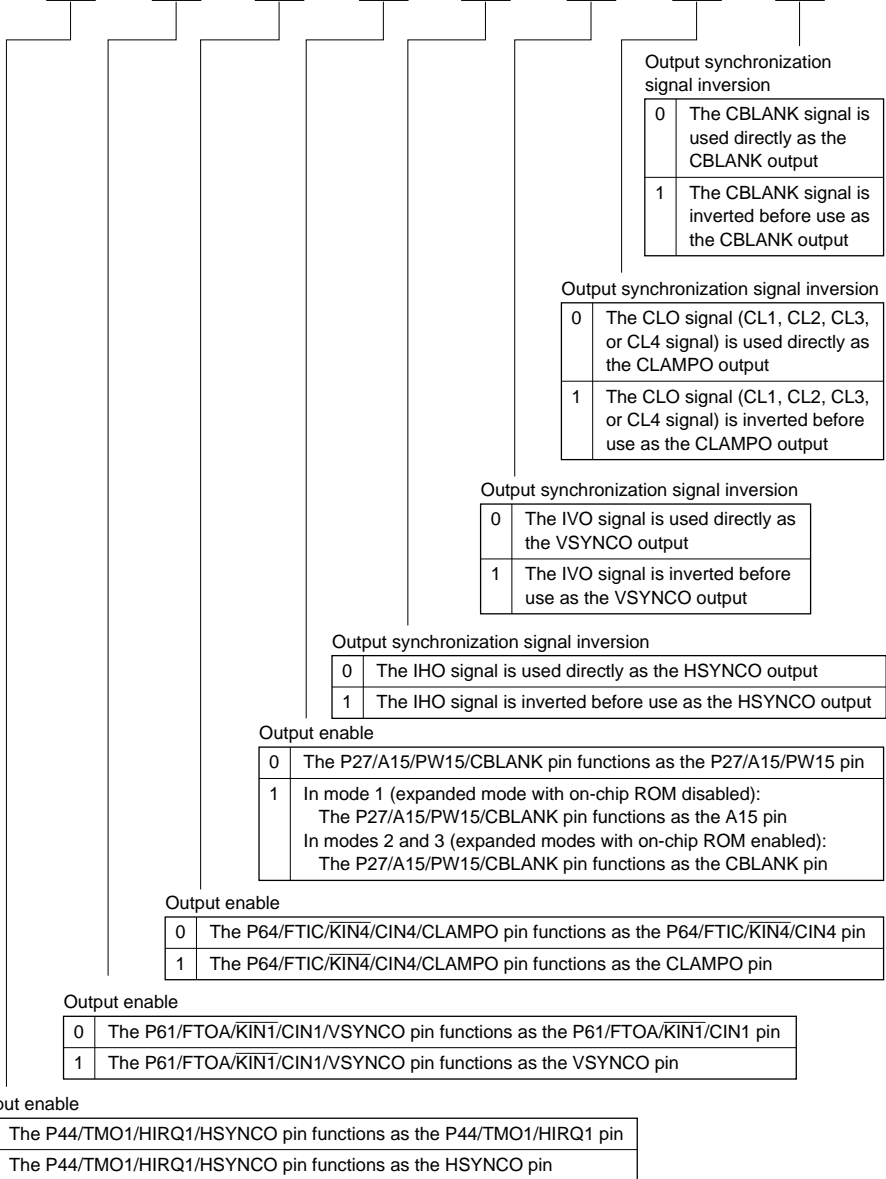 Output synchronization
signal inversion
0 The CBLANK signal is
used directly as the
CBLANK output
1 The CBLANK signal is
inverted before use as
the CBLANK output
Output synchronization signal inversion
0 The CLO signal (CL1, CL2, CL3,
or CL4 signal) is used directly as
the CLAMPO output
1 The CLO signal (CL1, CL2, CL3,
or CL4 signal) is inverted before
use as the CLAMPO output
Output synchronization signal inversion
0 The IVO signal is used directly as
the VSYNCO output
1 The IVO signal is inverted before
use as the VSYNCO output
Output synchronization signal inversion
0 The IHO signal is used directly as the HSYNCO output
1 The IHO signal is inverted before use as the HSYNCO output
Output enable
0 The P27/A15/PW15/CBLANK pin functions as the P27/A15/PW15 pin
1 In mode 1 (expanded mode with on-chip ROM disabled):
The P27/A15/PW15/CBLANK pin functions as the A15 pin
In modes 2 and 3 (expanded modes with on-chip ROM enabled):
The P27/A15/PW15/CBLANK pin functions as the CBLANK pin
Output enable
0 The P64/FTIC/K̅I̅N̅4̅/CIN4/CLAMPO pin functions as the P64/FTIC/K̅I̅N̅4̅/CIN4 pin
1 The P64/FTIC/K̅I̅N̅4̅/CIN4/CLAMPO pin functions as the CLAMPO pin
Output enable
0 The P61/FTOA/K̅I̅N̅1̅/CIN1/VSYNCO pin functions as the P61/FTOA/K̅I̅N̅1̅/CIN1 pin
1 The P61/FTOA/K̅I̅N̅1̅/CIN1/VSYNCO pin functions as the VSYNCO pin
out enable
The P44/TMO1/HIRQ1/HSYNCO pin functions as the P44/TMO1/HIRQ1 pin
The P44/TMO1/HIRQ1/HSYNCO pin functions as the HSYNCO pin